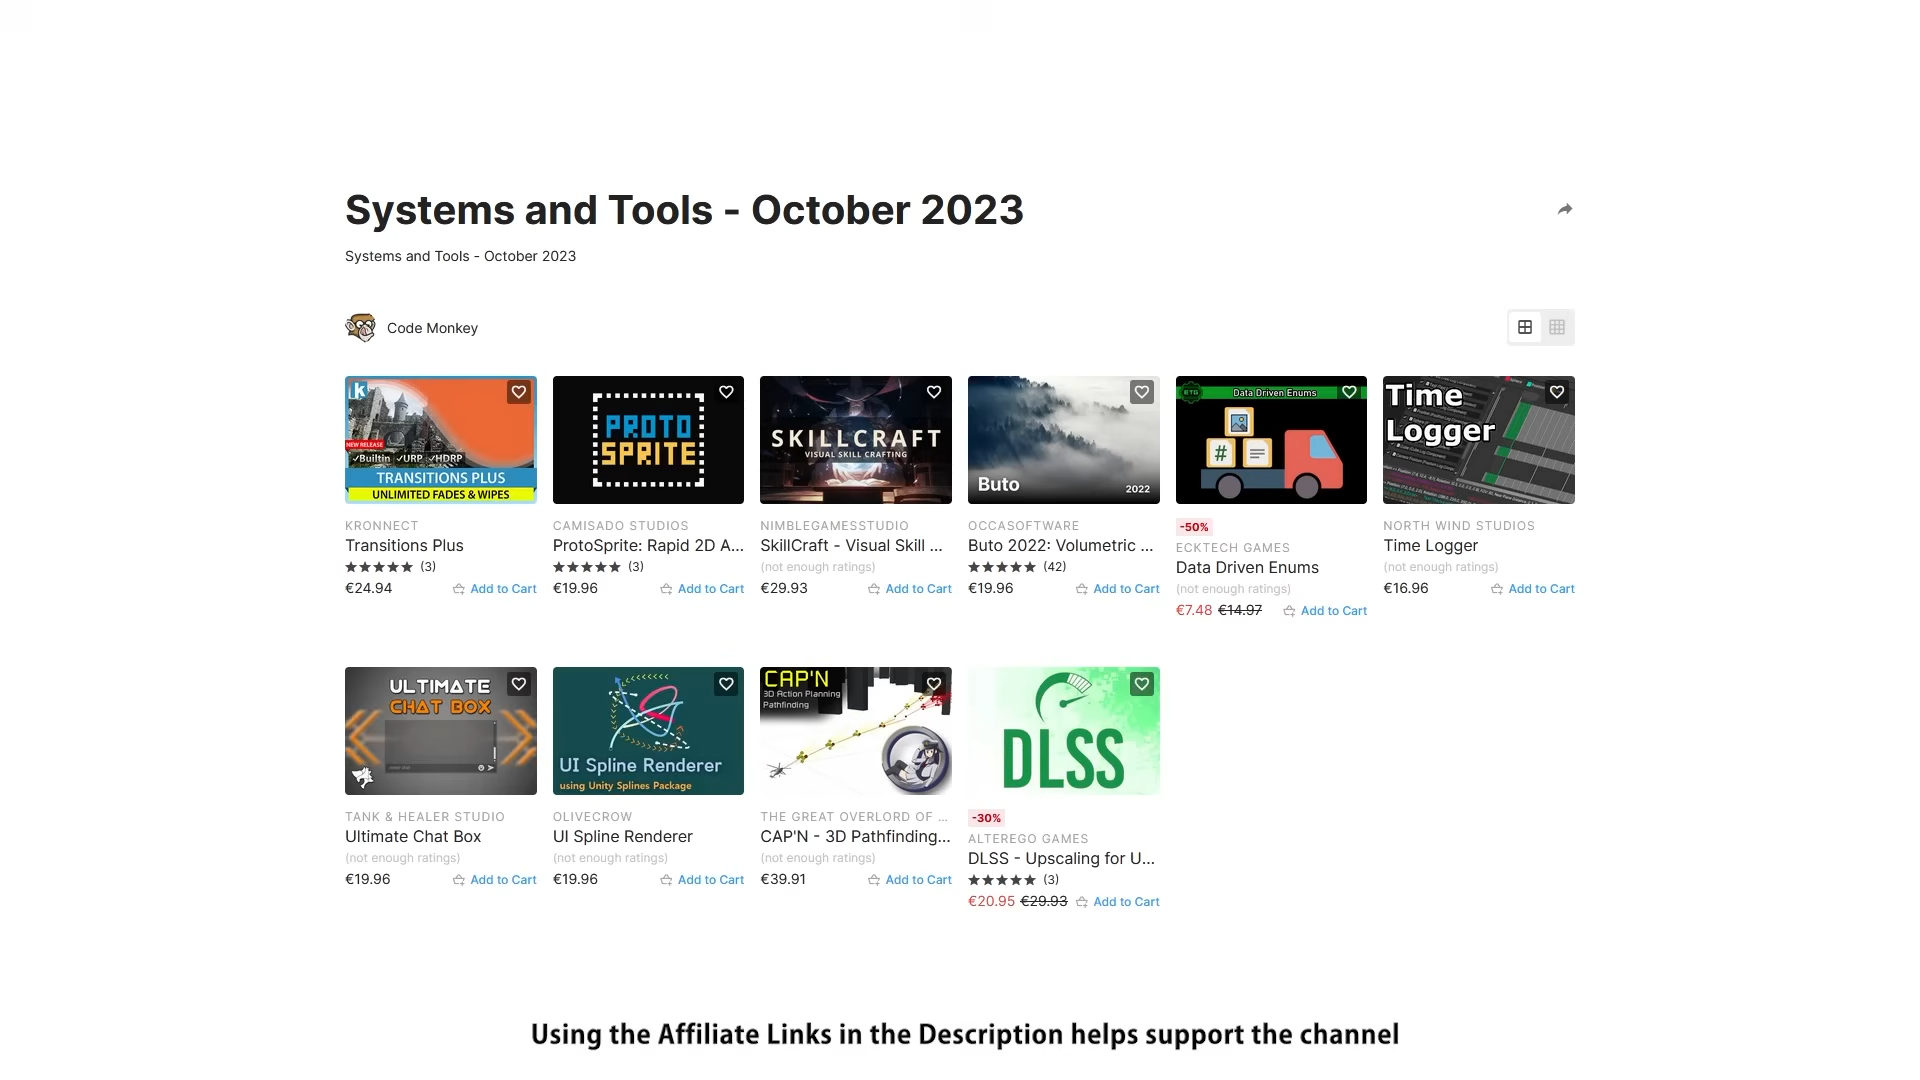 Systems and Tools - October 2023
Systems and Tools - October 2023
Code Monkey
k
NEW RELEASE
✓Builtin ✓URP ✓HDRP
TRANSITIONS PLUS
UNLIMITED FADES & WIPES
KRONNECT
Transitions Plus
(3)
€24.94
Add to Cart
PROTO
SPRITE
CAMISADO STUDIOS
ProtoSprite: Rapid 2D A...
(3)
€19.96
Add to Cart
SKILLCRAFT
VISUAL SKILL CRAFTING
NIMBLEGAMESSTUDIO
SkillCraft - Visual Skill ...
(not enough ratings)
€29.93
Add to Cart
Buto
2022
OCCASOFTWARE
Buto 2022: Volumetric ...
(42)
€19.96
Add to Cart
ETG
Data Driven Enums
#
-50%
ECKTECH GAMES
Data Driven Enums
(not enough ratings)
€7.48 €14.97
Add to Cart
Time
Logger
NORTH WIND STUDIOS
Time Logger
(not enough ratings)
€16.96
Add to Cart
ULTIMATE
CHAT BOX
TANK & HEALER STUDIO
Ultimate Chat Box
(not enough ratings)
€19.96
Add to Cart
UI Spline Renderer
using Unity Splines Package
OLIVECROW
UI Spline Renderer
(not enough ratings)
€19.96
Add to Cart
CAP'N
3D Action Planning
Pathfinding
THE GREAT OVERLORD OF ...
CAP'N - 3D Pathfinding...
(not enough ratings)
€39.91
Add to Cart
DLSS
-30%
ALTEREGO GAMES
DLSS - Upscaling for U...
(3)
€20.95 €29.93
Add to Cart
Using the Affiliate Links in the Description helps support the channel